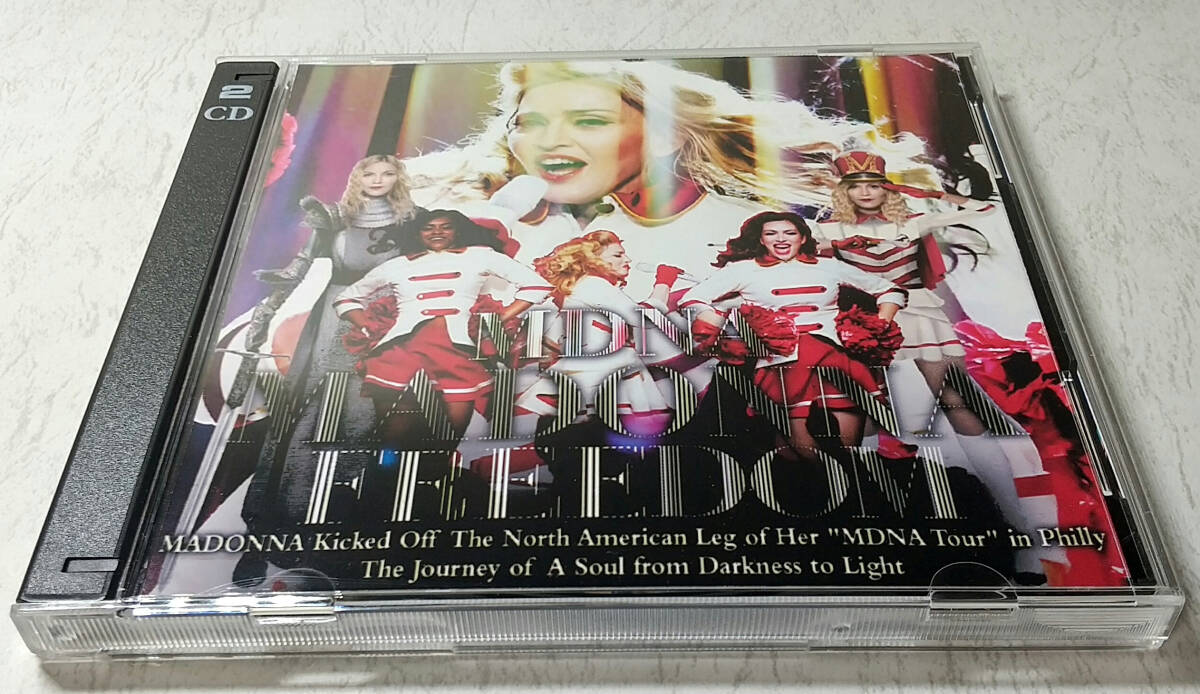 2
CD
M
MDNA
MADONNA
FREEDOM
MADONNA Kicked Off The North American Leg of Her "MDNA Tour" in Philly
The Journey of A Soul from Darkness to Light